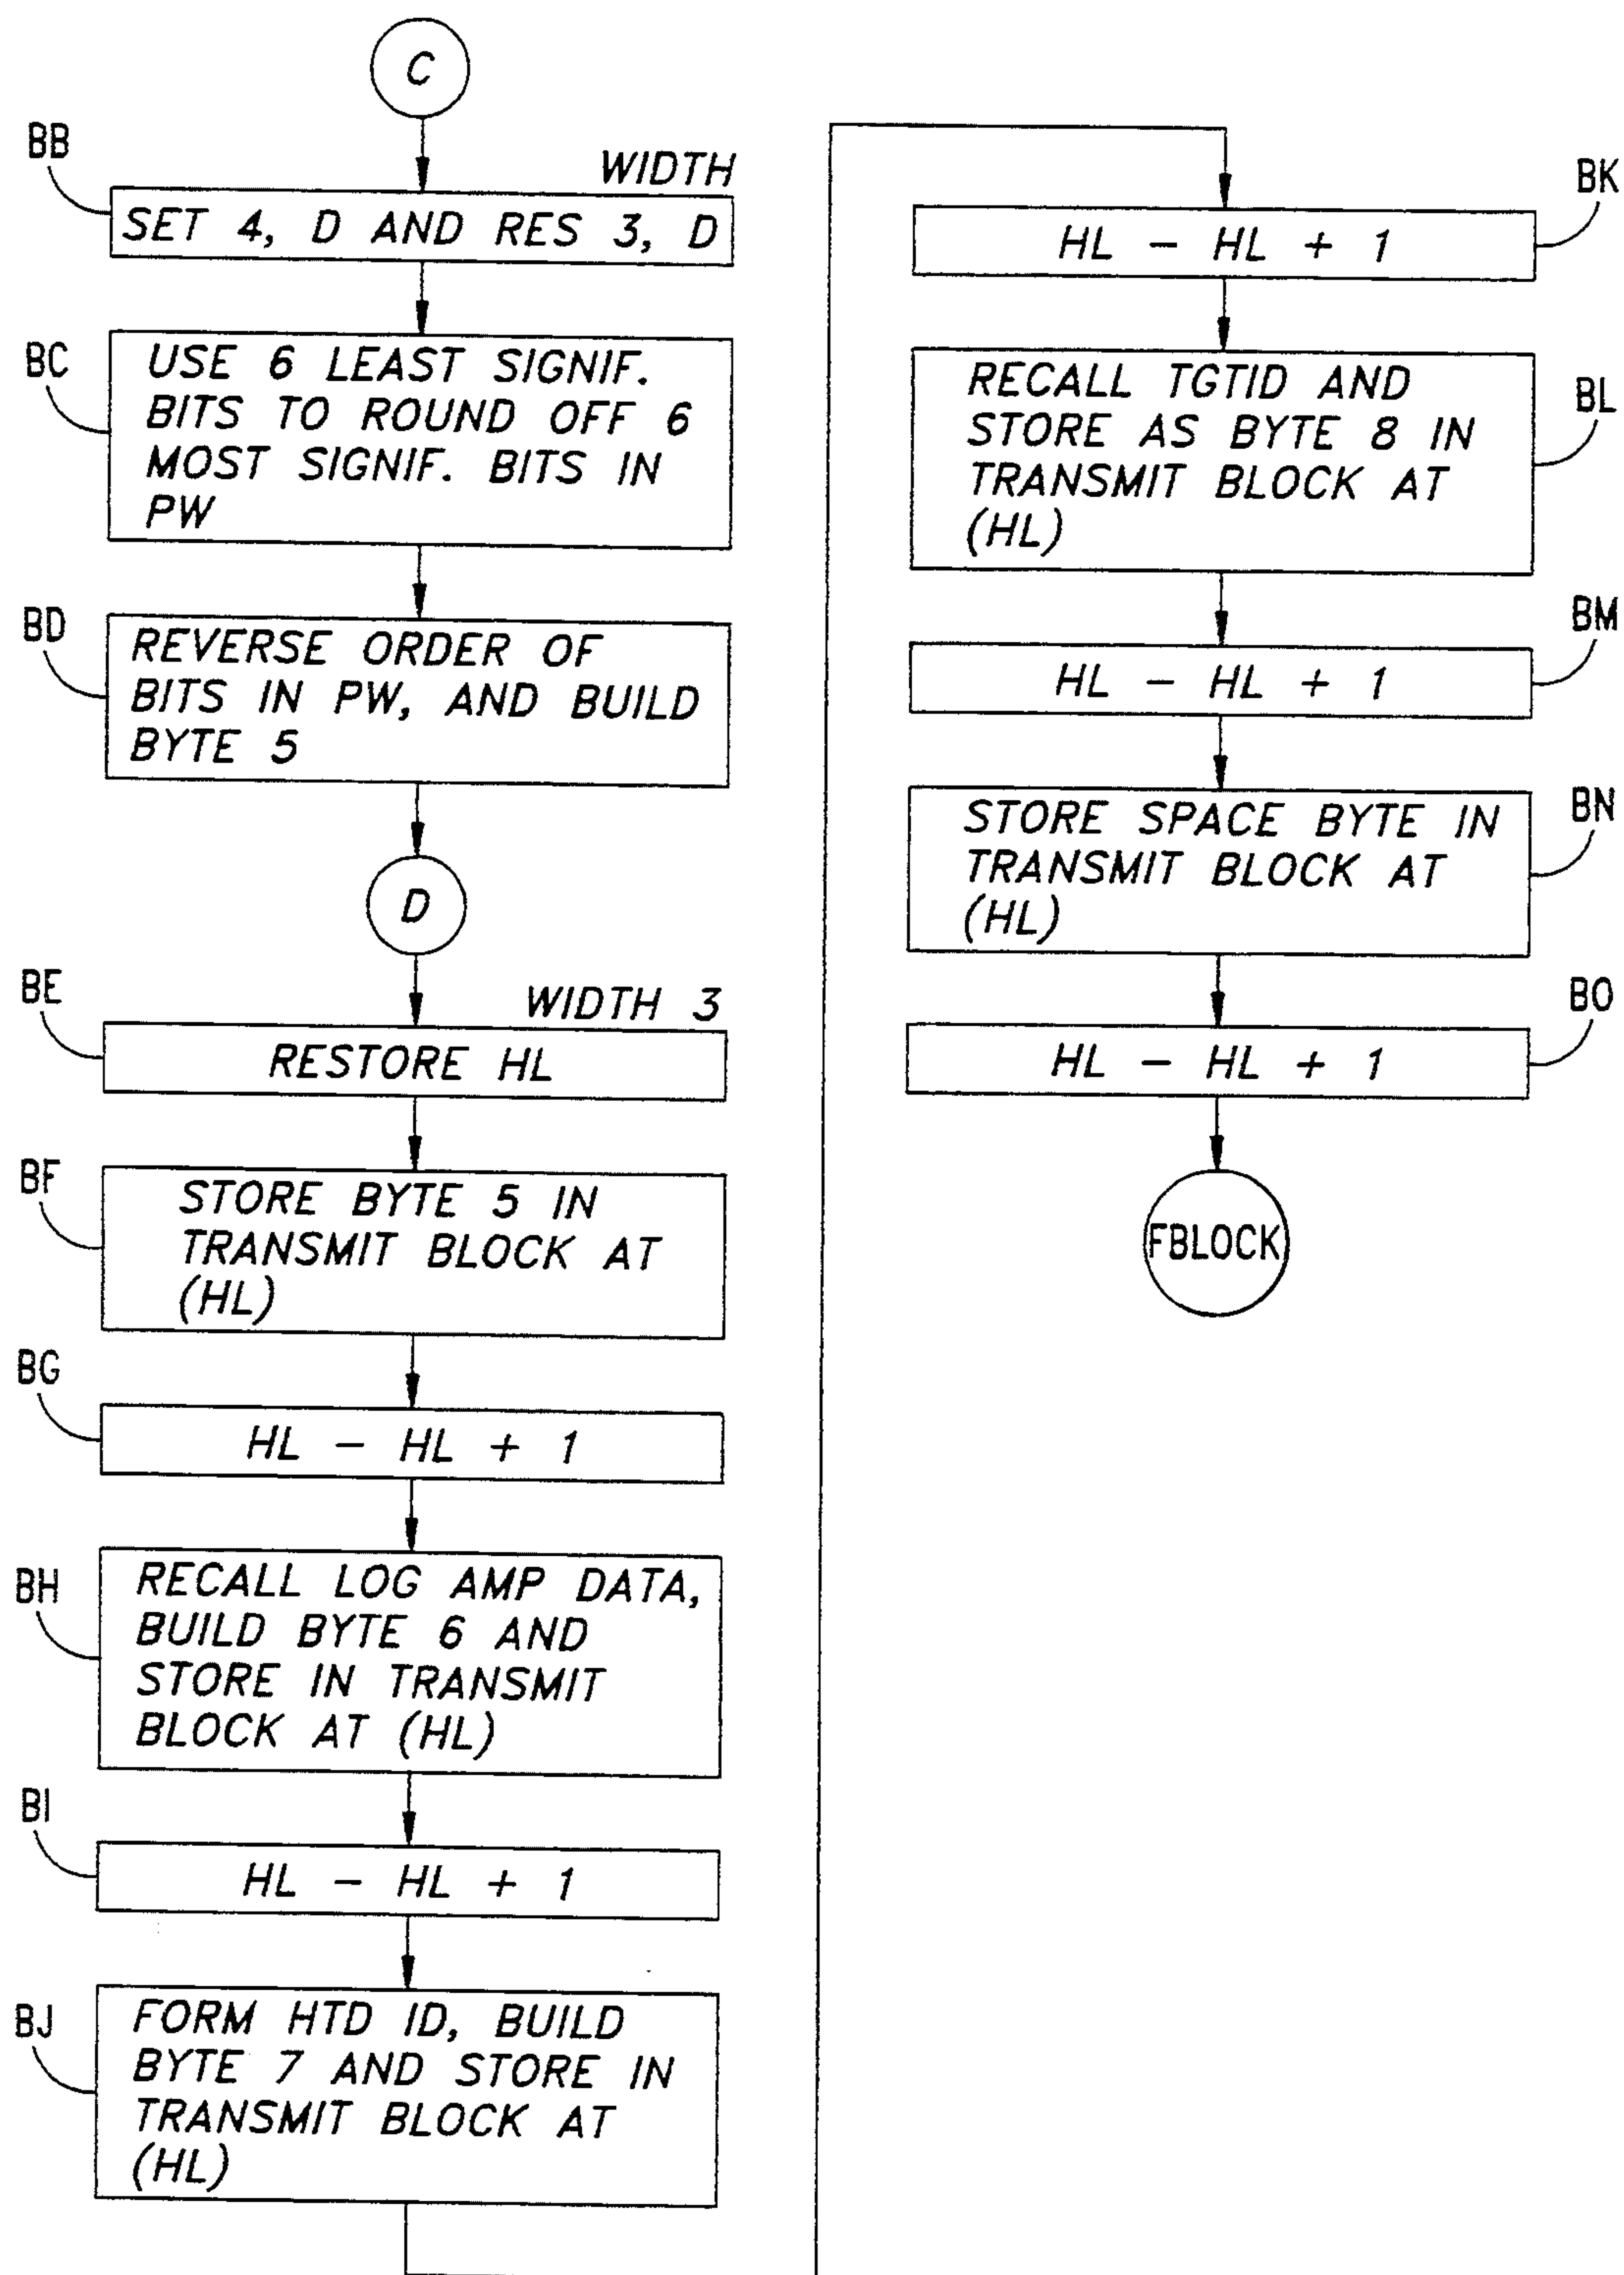 C
BB
WIDTH
SET 4, D AND RES 3, D
BC
USE 6 LEAST SIGNIF.
BITS TO ROUND OFF 6
MOST SIGNIF. BITS IN
PW
BD
REVERSE ORDER OF
BITS IN PW, AND BUILD
BYTE 5
D
BE
WIDTH 3
RESTORE HL
BF
STORE BYTE 5 IN
TRANSMIT BLOCK AT
(HL)
BG
HL - HL + 1
BH
RECALL LOG AMP DATA,
BUILD BYTE 6 AND
STORE IN TRANSMIT
BLOCK AT (HL)
BI
HL - HL + 1
BJ
FORM HTD ID, BUILD
BYTE 7 AND STORE IN
TRANSMIT BLOCK AT
(HL)
BK
HL - HL + 1
BL
RECALL TGTID AND
STORE AS BYTE 8 IN
TRANSMIT BLOCK AT
(HL)
BM
HL - HL + 1
BN
STORE SPACE BYTE IN
TRANSMIT BLOCK AT
(HL)
BO
HL - HL + 1
FBLOCK